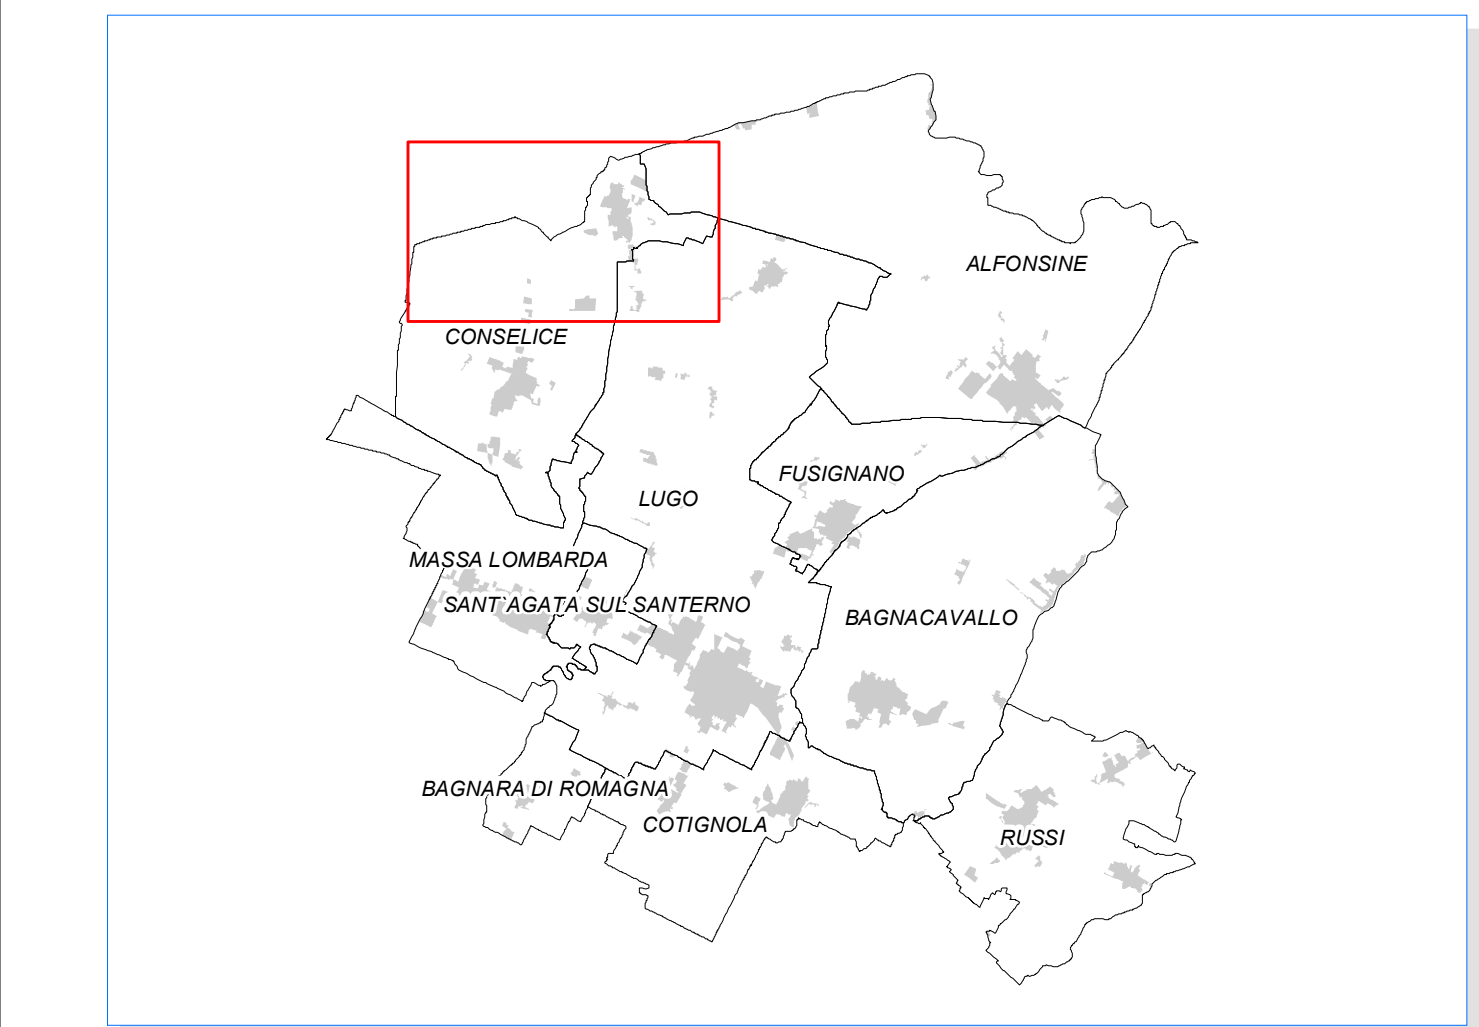 ALFONSINE
CONSELICE
FUSIGNANO
LUGO
MASSA LOMBARDA
SANT`AGATA SUL SANTERNO
BAGNACAVALLO
BAGNARA DI ROMAGNA
COTIGNOLA
RUSSI